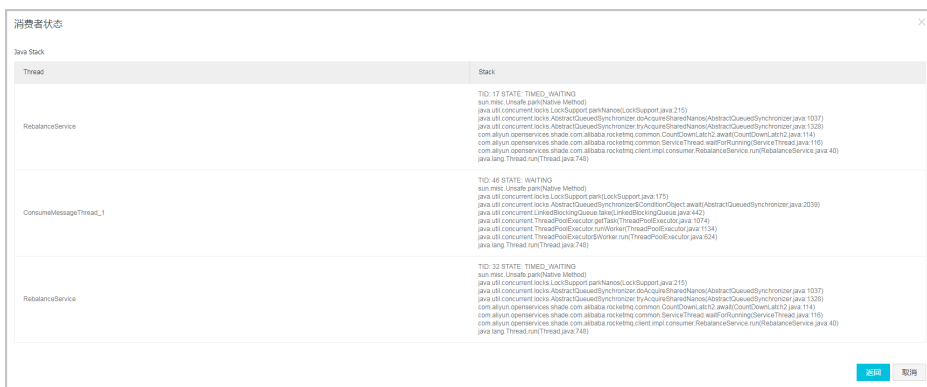 消费者状态
Java Stack
Thread
Stack
RebalanceService
TID: 17 STATE: TIMED_WAITING
sun.misc.Unsafe.park(Native Method)
java.util.concurrent.locks.LockSupport.parkNanos(LockSupport.java:215)
java.util.concurrent.locks.AbstractQueuedSynchronizer.doAcquireSharedNanos(AbstractQueuedSynchronizer.java:1037)
java.util.concurrent.locks.AbstractQueuedSynchronizer.tryAcquireSharedNanos(AbstractQueuedSynchronizer.java:1328)
com.aliyun.openservices.shade.com.alibaba.rocketmq.common.CountDownLatch2.await(CountDownLatch2.java:114)
com.aliyun.openservices.shade.com.alibaba.rocketmq.common.ServiceThread.waitForRunning(ServiceThread.java:116)
com.aliyun.openservices.shade.com.alibaba.rocketmq.client.impl.consumer.RebalanceService.run(RebalanceService.java:40)
java.lang.Thread.run(Thread.java:748)
ConsumeMessageThread_1
TID: 46 STATE: WAITING
sun.misc.Unsafe.park(Native Method)
java.util.concurrent.locks.LockSupport.park(LockSupport.java:175)
java.util.concurrent.locks.AbstractQueuedSynchronizer$ConditionObject.await(AbstractQueuedSynchronizer.java:2039)
java.util.concurrent.LinkedBlockingQueue.take(LinkedBlockingQueue.java:442)
java.util.concurrent.ThreadPoolExecutor.getTask(ThreadPoolExecutor.java:1074)
java.util.concurrent.ThreadPoolExecutor.runWorker(ThreadPoolExecutor.java:1134)
java.util.concurrent.ThreadPoolExecutor$Worker.run(ThreadPoolExecutor.java:624)
java.lang.Thread.run(Thread.java:748)
RebalanceService
TID: 32 STATE: TIMED_WAITING
sun.misc.Unsafe.park(Native Method)
java.util.concurrent.locks.LockSupport.parkNanos(LockSupport.java:215)
java.util.concurrent.locks.AbstractQueuedSynchronizer.doAcquireSharedNanos(AbstractQueuedSynchronizer.java:1037)
java.util.concurrent.locks.AbstractQueuedSynchronizer.tryAcquireSharedNanos(AbstractQueuedSynchronizer.java:1328)
com.aliyun.openservices.shade.com.alibaba.rocketmq.common.CountDownLatch2.await(CountDownLatch2.java:114)
com.aliyun.openservices.shade.com.alibaba.rocketmq.common.ServiceThread.waitForRunning(ServiceThread.java:116)
com.aliyun.openservices.shade.com.alibaba.rocketmq.client.impl.consumer.RebalanceService.run(RebalanceService.java:40)
java.lang.Thread.run(Thread.java:748)
返回 取消